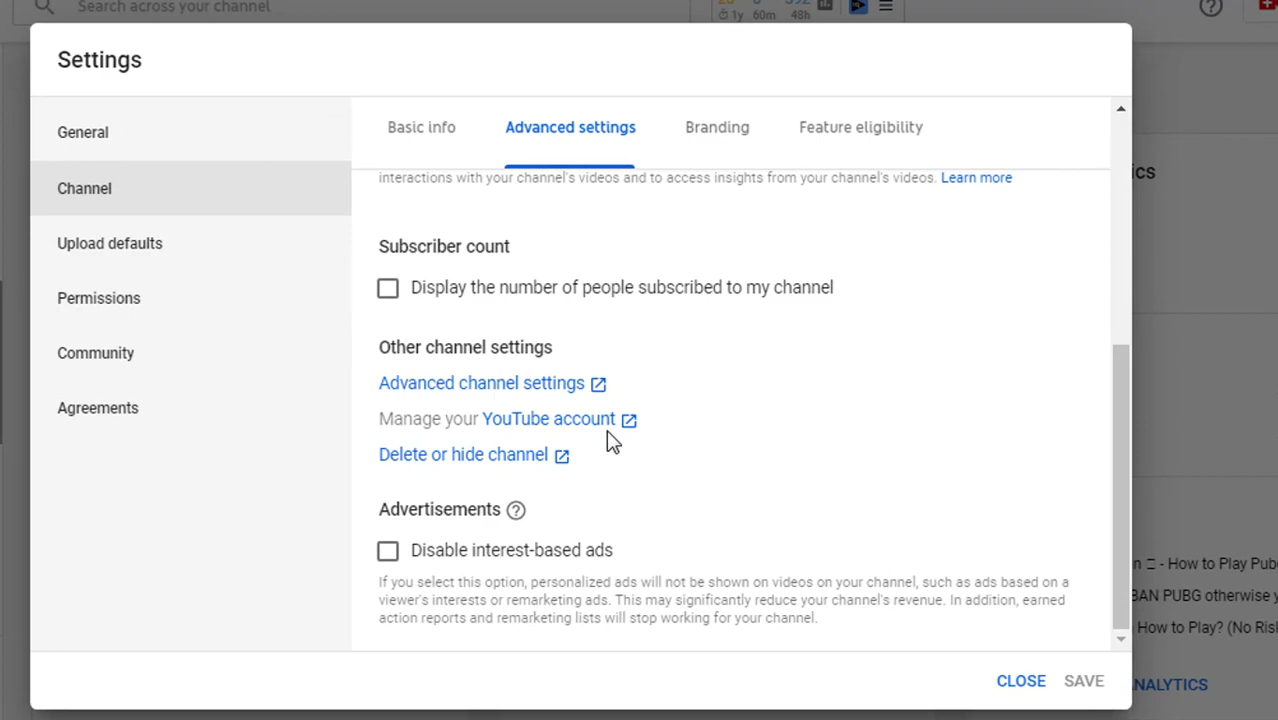 Search across your channel
1y 60m 48h
Settings
General
Channel
Upload defaults
Permissions
Community
Agreements
Basic info Advanced settings Branding Feature eligibility
interactions with your channel's videos and to access insights from your channel's videos. Learn more
Subscriber count
Display the number of people subscribed to my channel
Other channel settings
Advanced channel settings
Manage your YouTube account
Delete or hide channel
Advertisements ?
Disable interest-based ads
If you select this option, personalized ads will not be shown on videos on your channel, such as ads based on a
viewer's interests or remarketing ads. This may significantly reduce your channel's revenue. In addition, earned
action reports and remarketing lists will stop working for your channel.
CLOSE SAVE
ics
- How to Play Pub
BAN PUBG otherwise
How to Play? (No Ris
NALYTICS